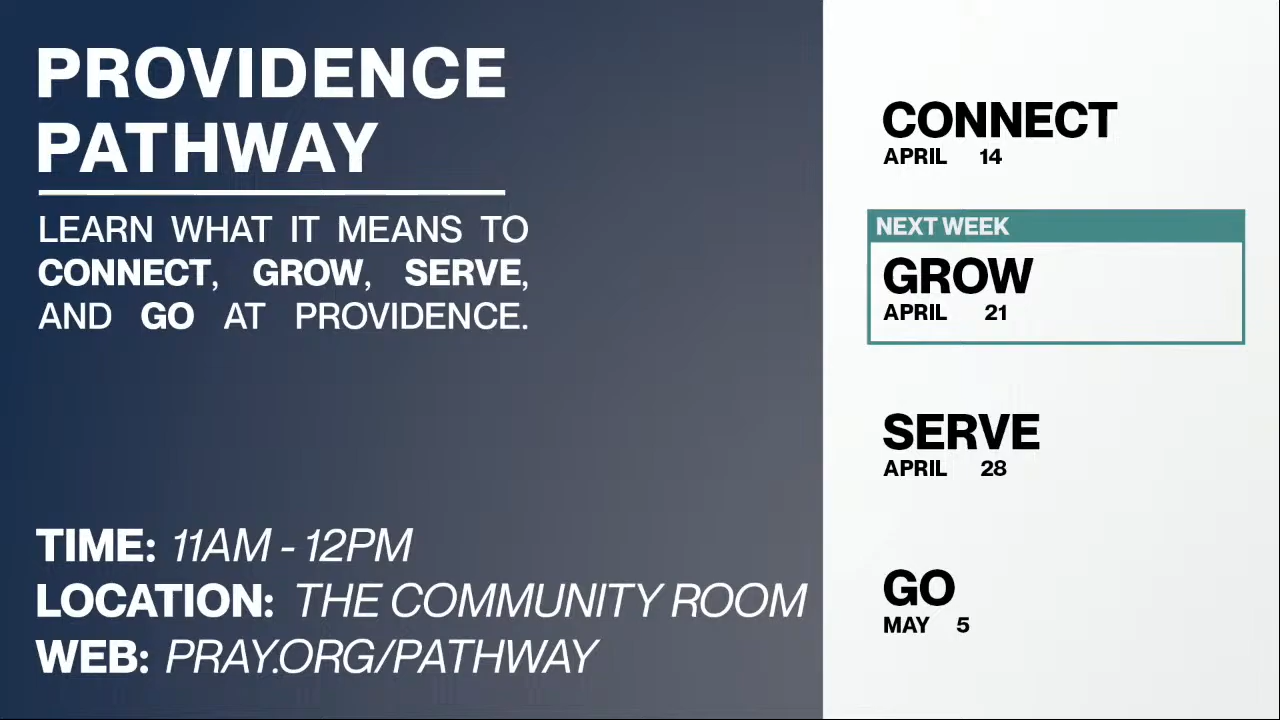 PROVIDENCE
PATHWAY
LEARN WHAT IT MEANS TO
CONNECT, GROW, SERVE,
AND GO AT PROVIDENCE.
TIME: 11AM - 12PM
LOCATION: THE COMMUNITY ROOM
WEB: PRAY.ORG/PATHWAY
CONNECT
APRIL 14
NEXT WEEK
GROW
APRIL 21
SERVE
APRIL 28
GO
MAY 5